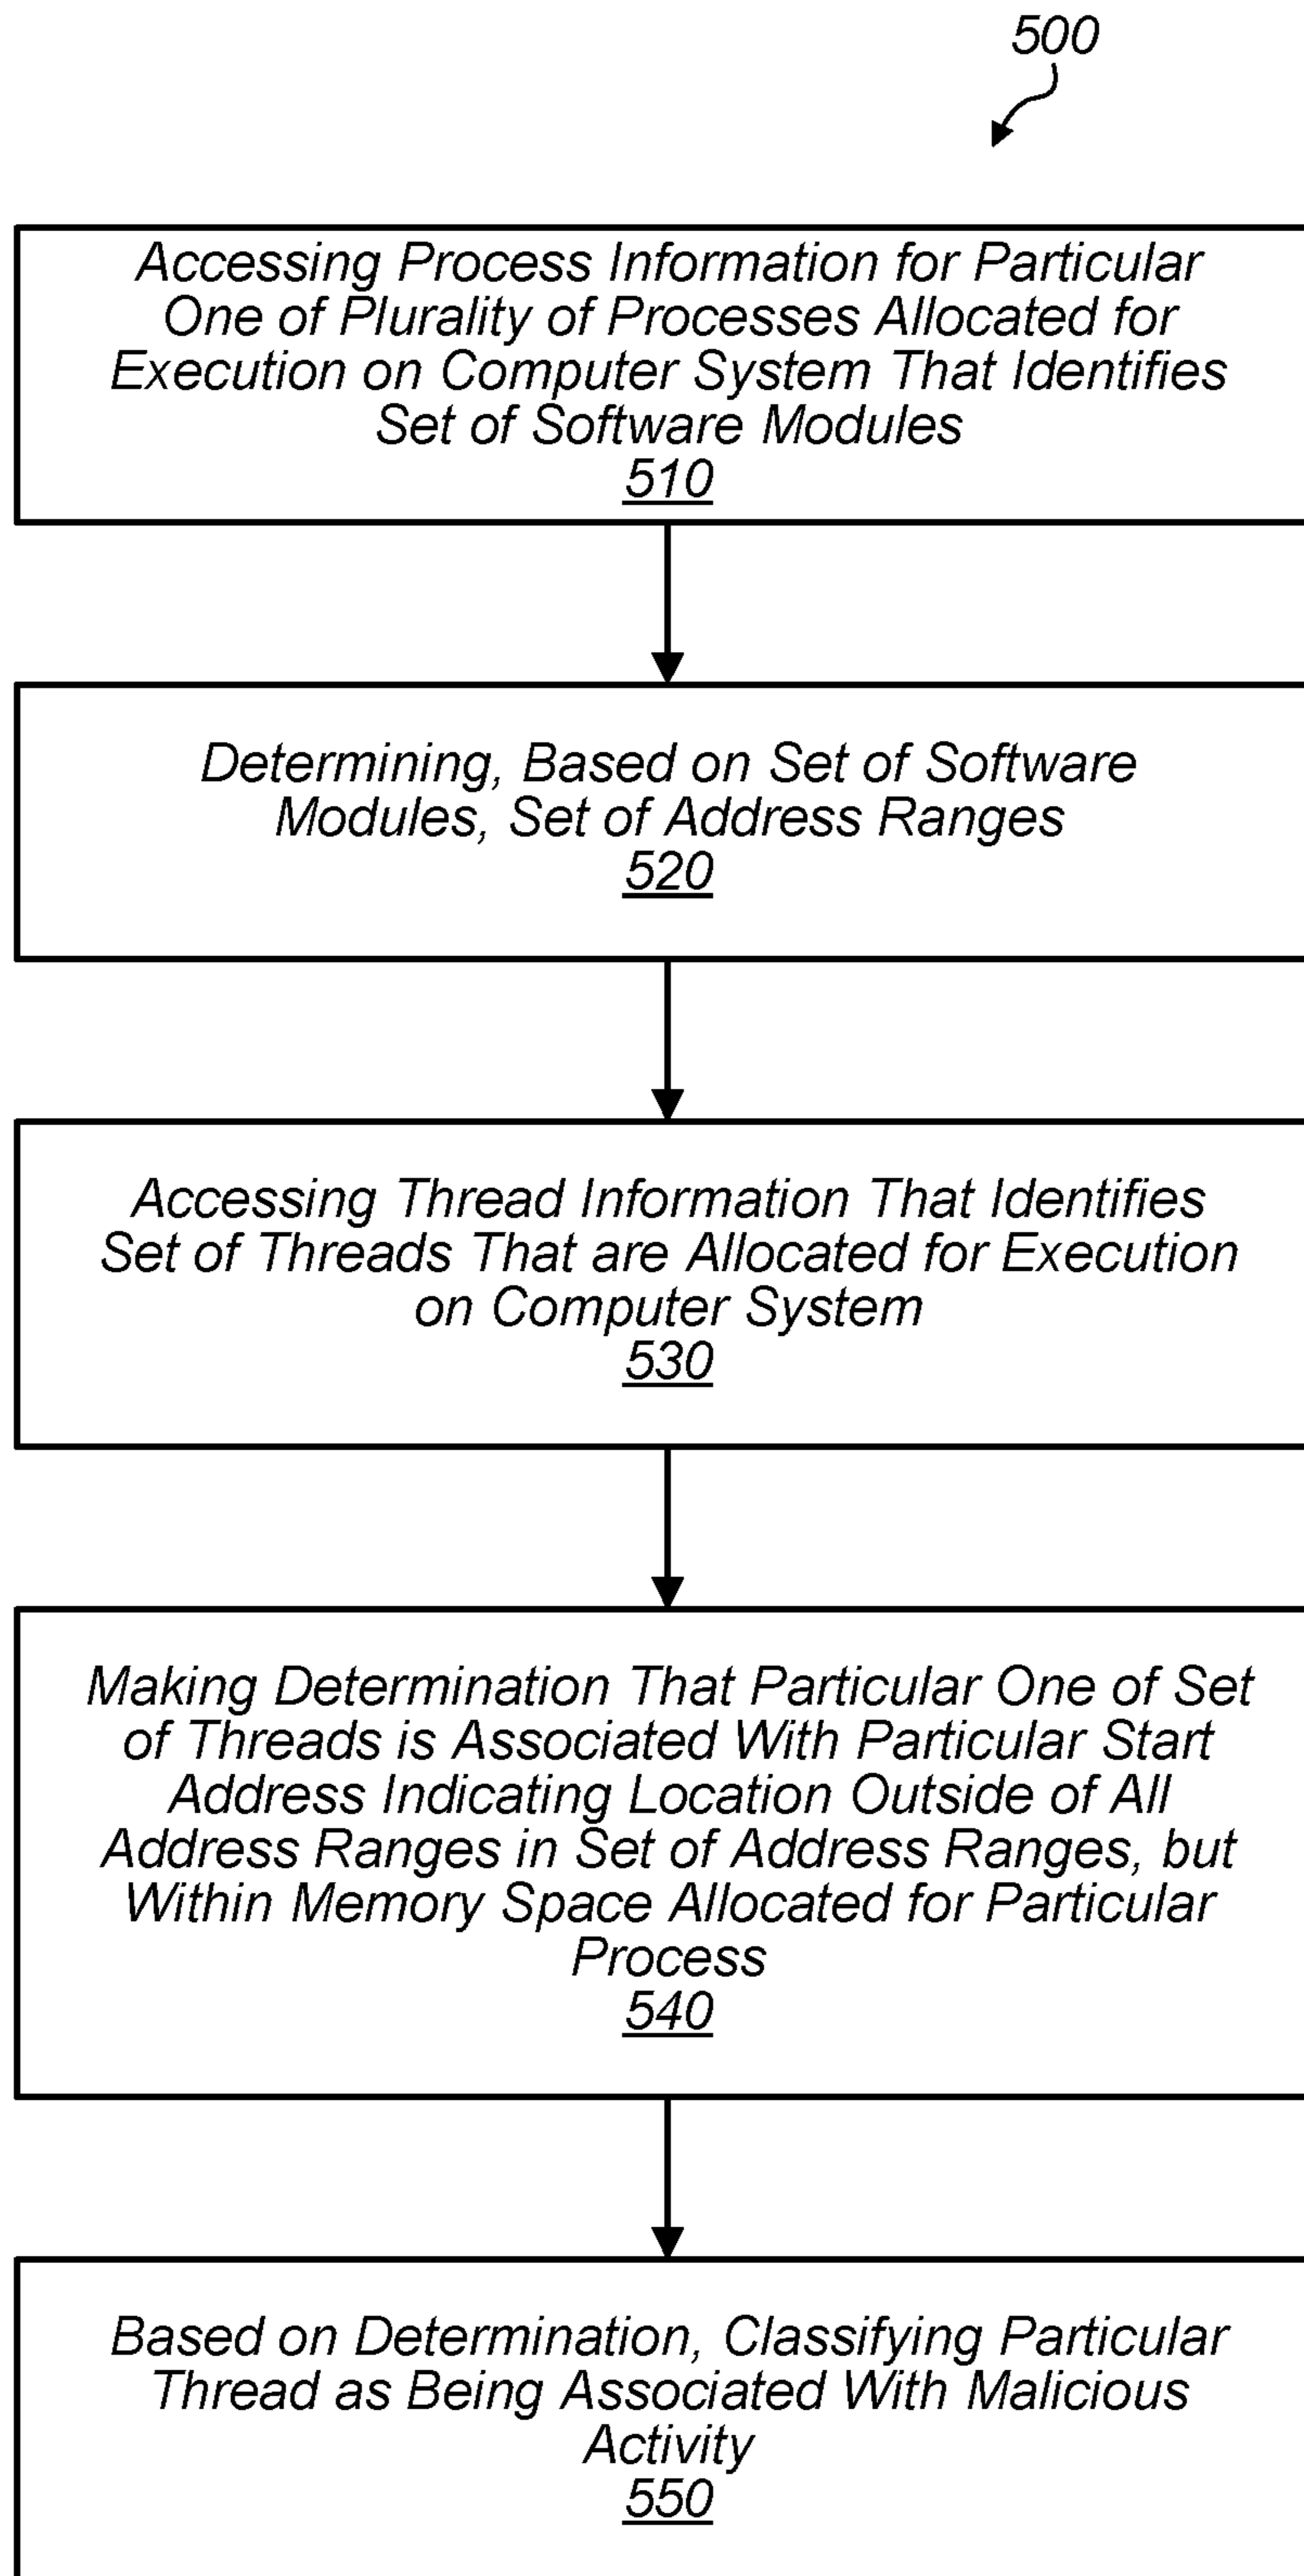 500
Accessing Process Information for Particular
One of Plurality of Processes Allocated for
Execution on Computer System That Identifies
Set of Software Modules
510
Determining, Based on Set of Software
Modules, Set of Address Ranges
520
Accessing Thread Information That Identifies
Set of Threads That are Allocated for Execution
on Computer System
530
Making Determination That Particular One of Set
of Threads is Associated With Particular Start
Address Indicating Location Outside of All
Address Ranges in Set of Address Ranges, but
Within Memory Space Allocated for Particular
Process
540
Based on Determination, Classifying Particular
Thread as Being Associated With Malicious
Activity
550